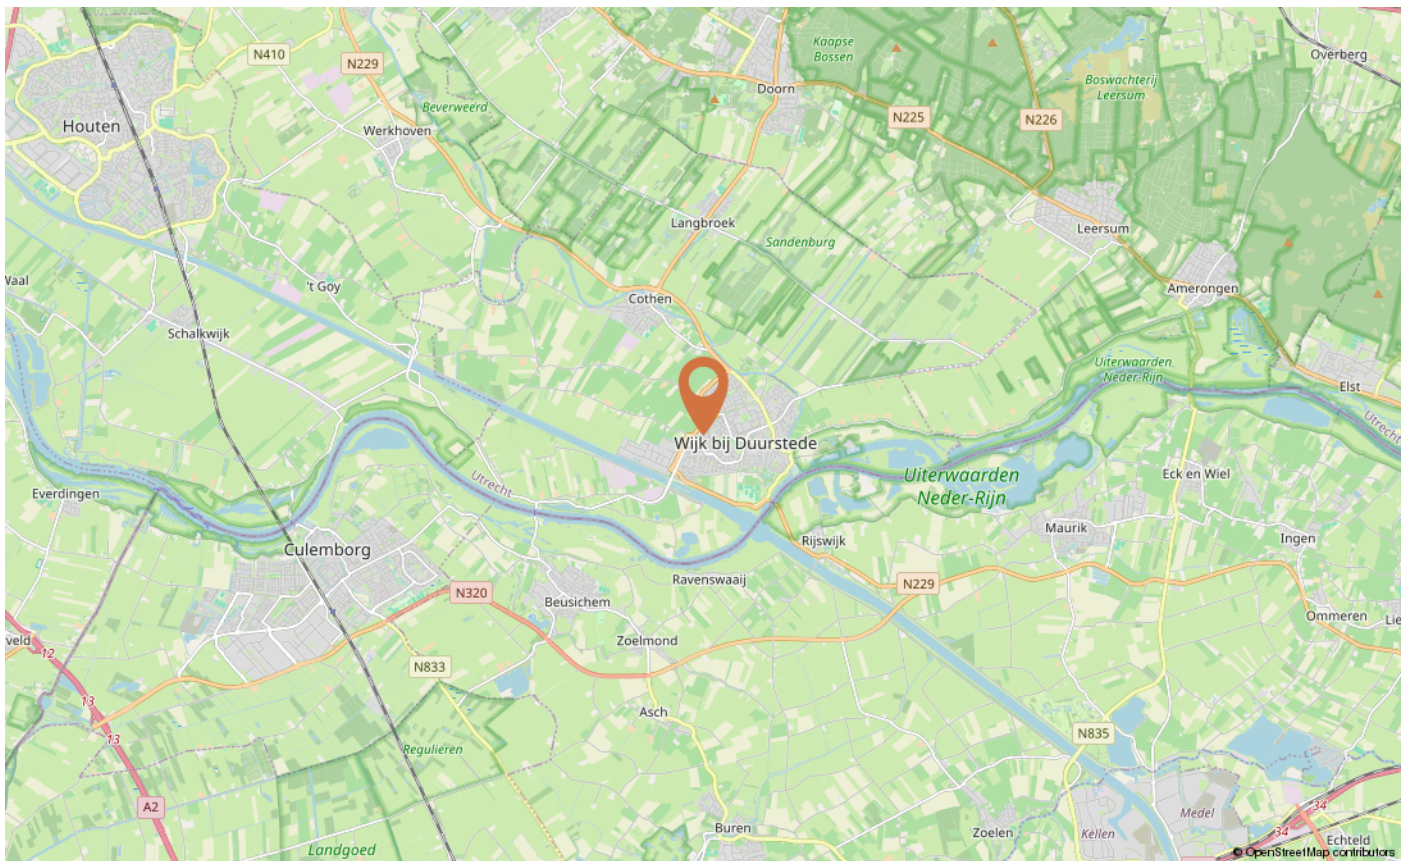 Kaapse
Bossen
Overberg
N410
N229
Boswachterij
Leersum
Doorn
Beverweerd
N225
N226
Houten
Werkhoven
Langbroek
Leersum
Sandenburg
Waal
't Goy
Cothen
Amerongen
Schalkwijk
Uiterwaarden
Neder-Rijn
Elst
Utrecht
Wijk bij Duurstede
Utrecht
Uiterwaarden
Neder-Rijn
Eck en Wiel
Everdingen
Maurik
Ingen
Culemborg
Rijswijk
Ravenswaaij
N229
N320
Beusichem
Ommeren
Lie
veld
12
Zoelmond
N833
13
Asch
13
Regulieren
N835
A2
34
Medel
Buren
Zoelen
Kellen
34
Echteld
Landgoed
© OpenStreetMap contributors